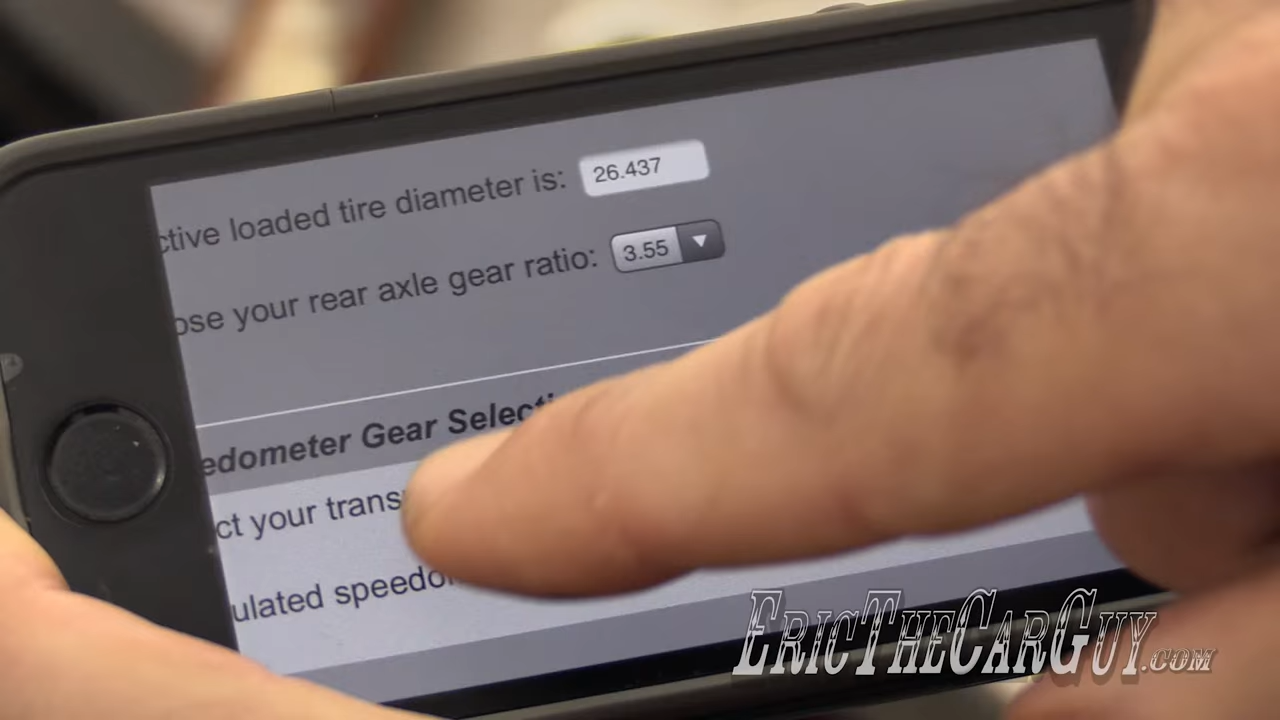 ctive loaded tire diameter is: 26.437
ose your rear axle gear ratio: 3.55
edometer Gear Selecti
ct your trans
ulated speedo
EricTheCarGuy.com